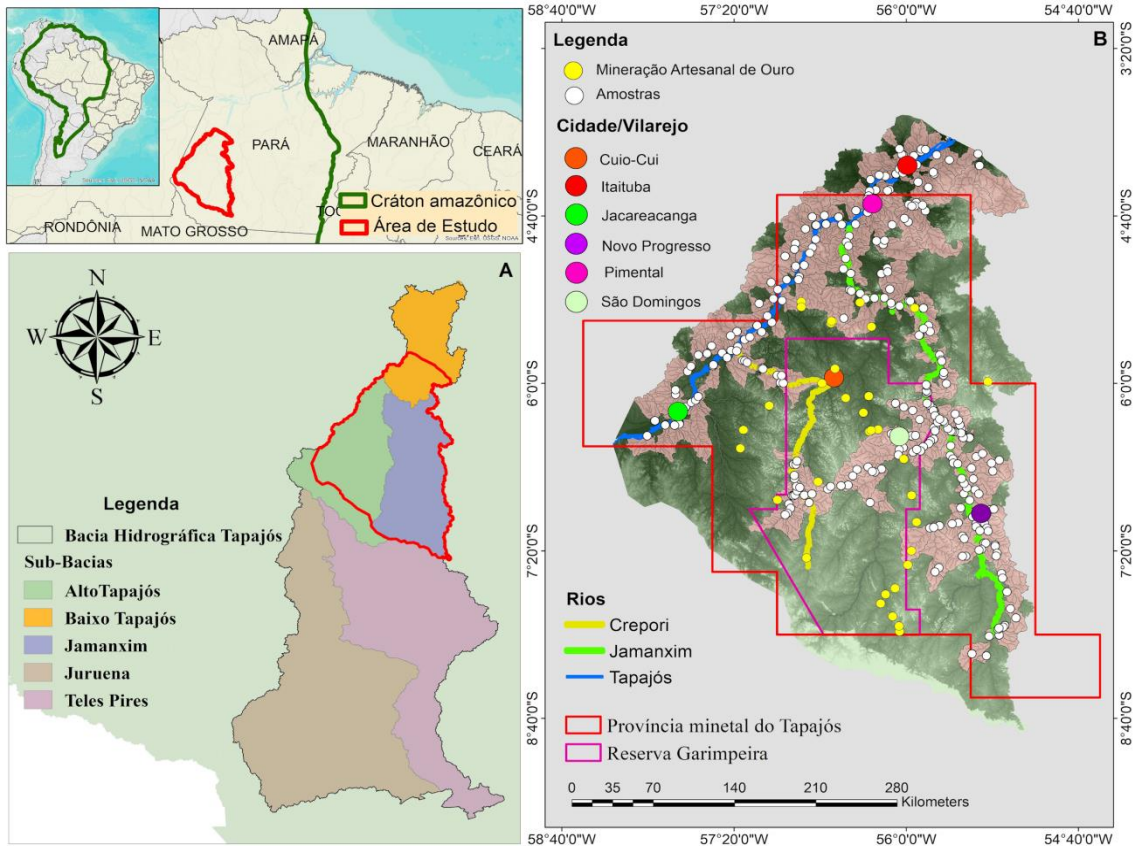 AMAPÁ
PARÁ
MARANHÃO
CEARÁ
RONDÔNIA
MATO GROSSO
Cráton amazônico
Área de Estudo
A
N
W
E
S
Legenda
Bacia Hidrográfica Tapajós
Sub-Bacias
AltoTapajós
Baixo Tapajós
Jamanxim
Juruena
Teles Pires
58°40'0"W
57°20'0"W
56°0'0"W
54°40'0"W
B
Legenda
Mineração Artesanal de Ouro
Amostras
Cidade/Vilarejo
Cuio-Cui
Itaituba
Jacareacanga
Novo Progresso
Pimental
São Domingos
Rios
Crepori
Jamanxim
Tapajós
Província minetal do Tapajós
Reserva Garimpeira
0
35
70
140
210
280
Kilometers
3°20'0"S
4°40'0"S
6°0'0"S
7°20'0"S
8°40'0"S
4°40'0"S
6°0'0"S
7°20'0"S
8°40'0"S
58°40'0"W
57°20'0"W
56°0'0"W
54°40'0"W